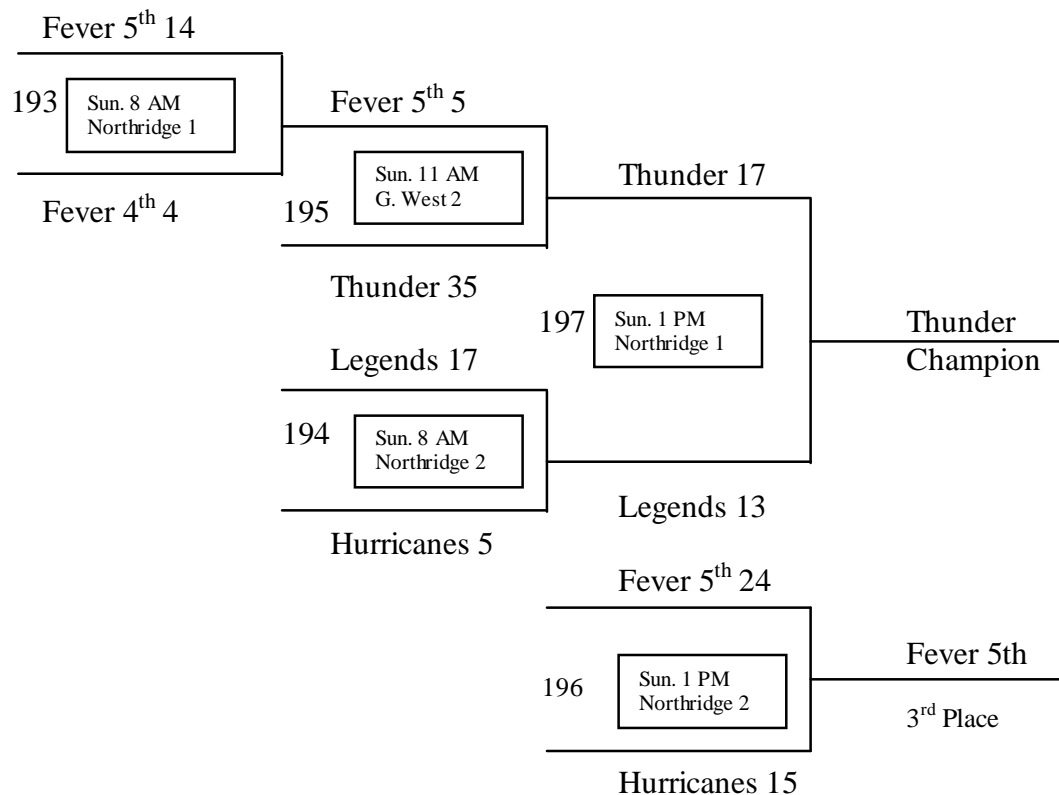 Fever 5th 14
193
Sun. 8 AM
Northridge 1
Fever 4th 4
Fever 5th 5
195
Sun. 11 AM
G. West 2
Thunder 35
Legends 17
194
Sun. 8 AM
Northridge 2
Hurricanes 5
Thunder 17
197
Sun. 1 PM
Northridge 1
Legends 13
Thunder
Champion
Fever 5th 24
196
Sun. 1 PM
Northridge 2
Hurricanes 15
Fever 5th
3rd Place